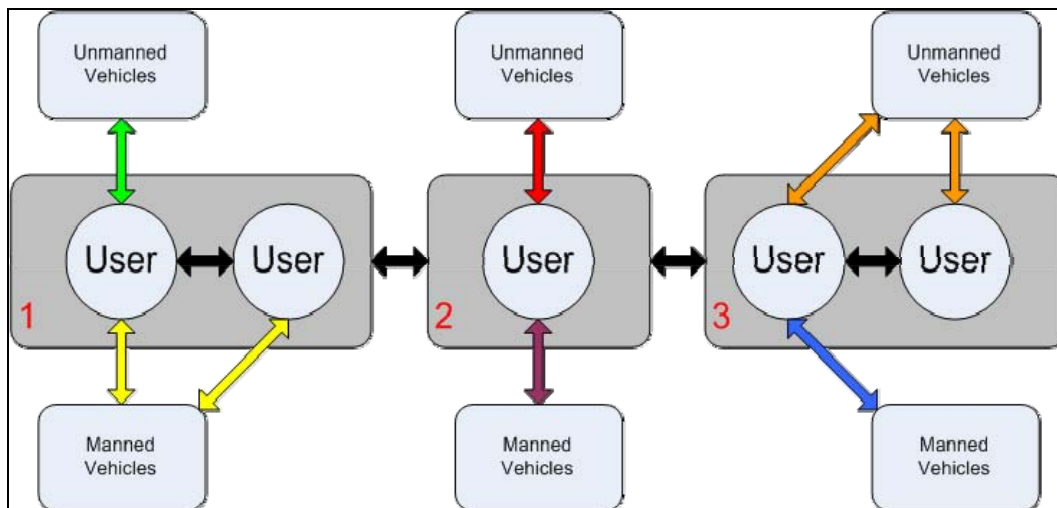 Unmanned
Vehicles
Unmanned
Vehicles
Unmanned
Vehicles
User
User
User
User
User
1
2
3
Manned
Vehicles
Manned
Vehicles
Manned
Vehicles